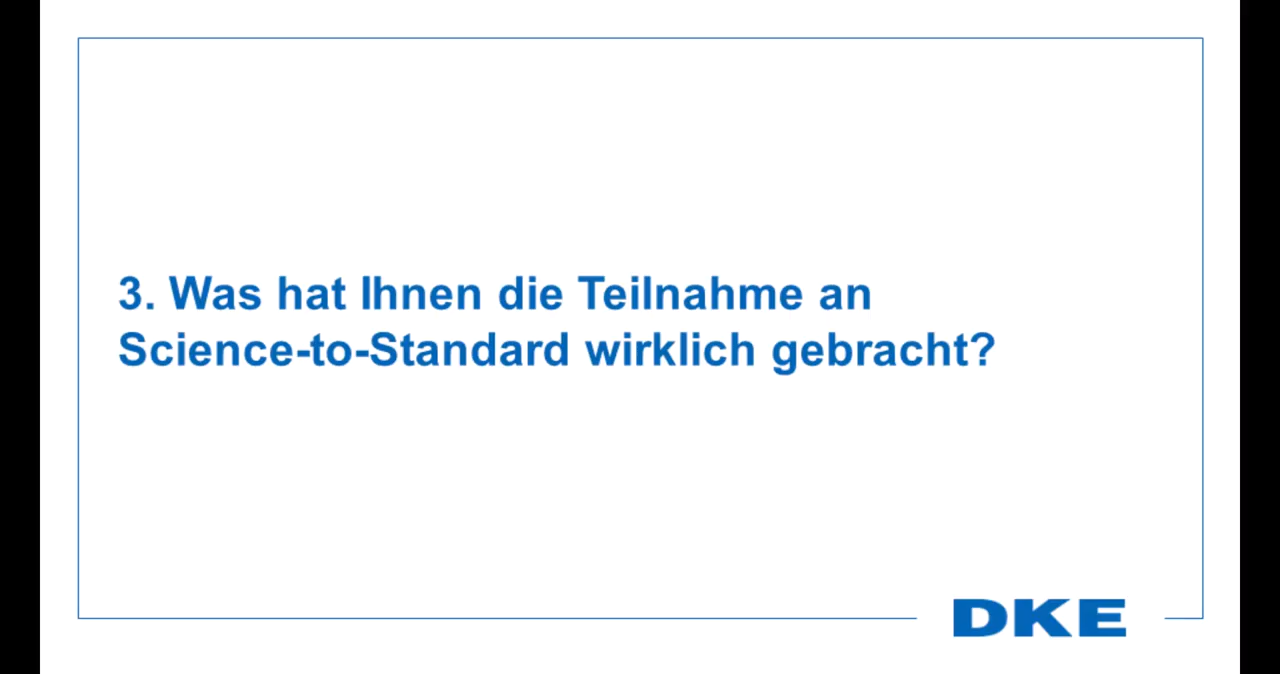 3. Was hat Ihnen die Teilnahme an
Science-to-Standard wirklich gebracht?
DKE